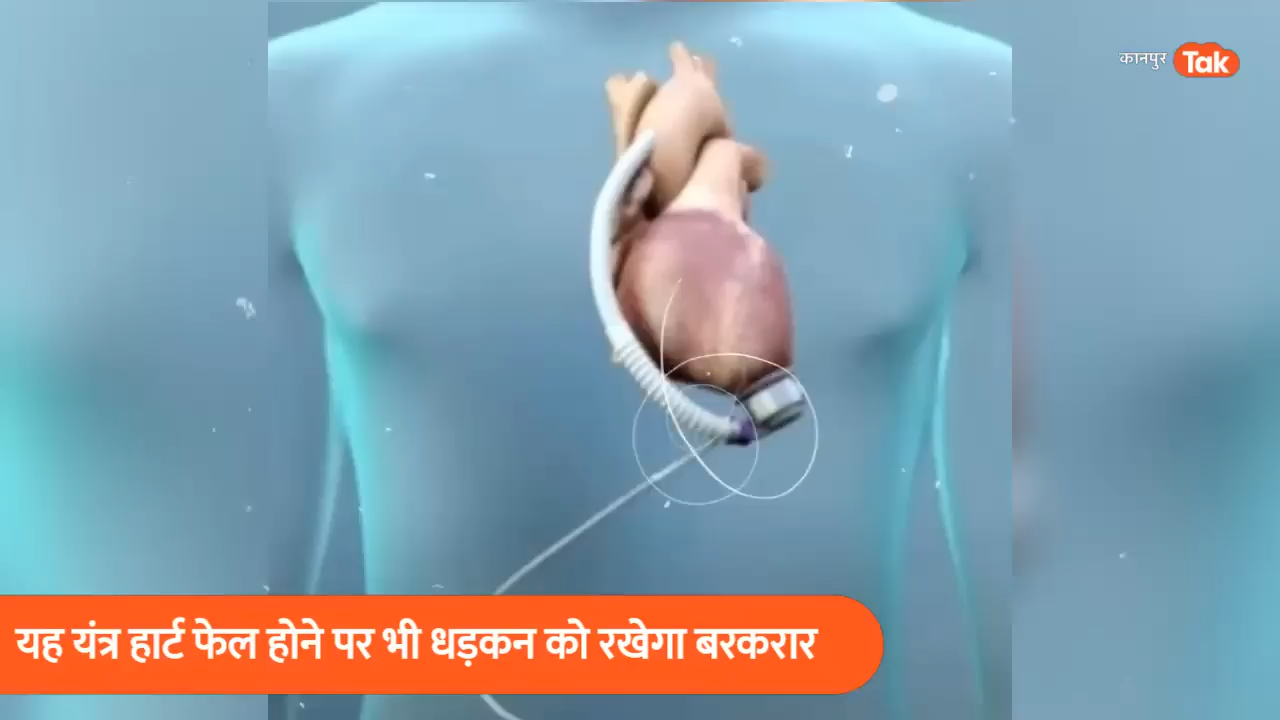 कानपुर Tak
यह यंत्र हार्ट फेल होने पर भी धड़कन को रखेगा बरकरार